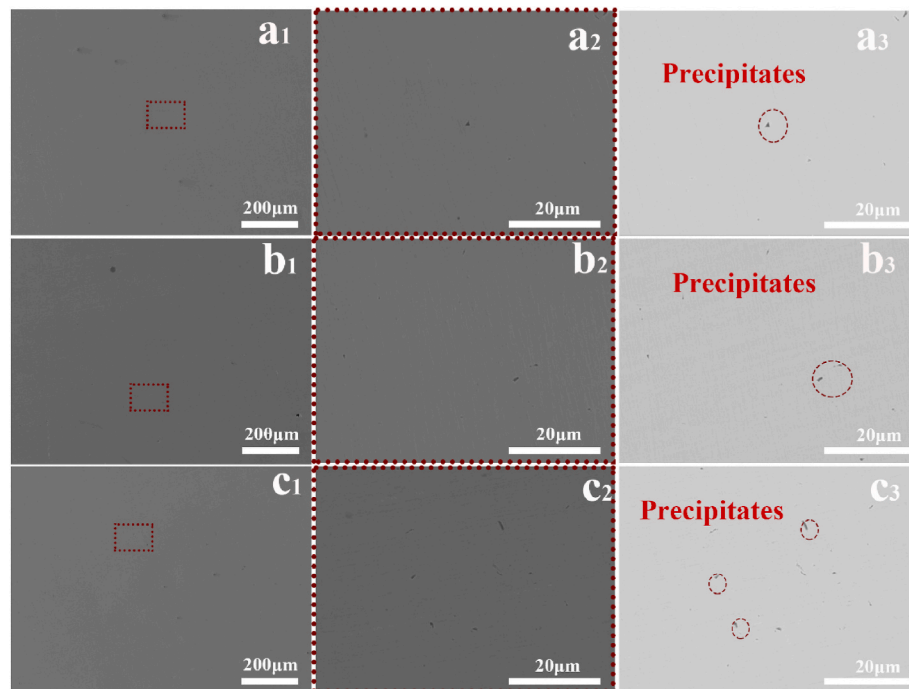 a1
200μm
a2
20μm
a3
Precipitates
20μm
b1
200μm
b2
20μm
b3
Precipitates
20μm
c1
200μm
c2
20μm
c3
Precipitates
20μm